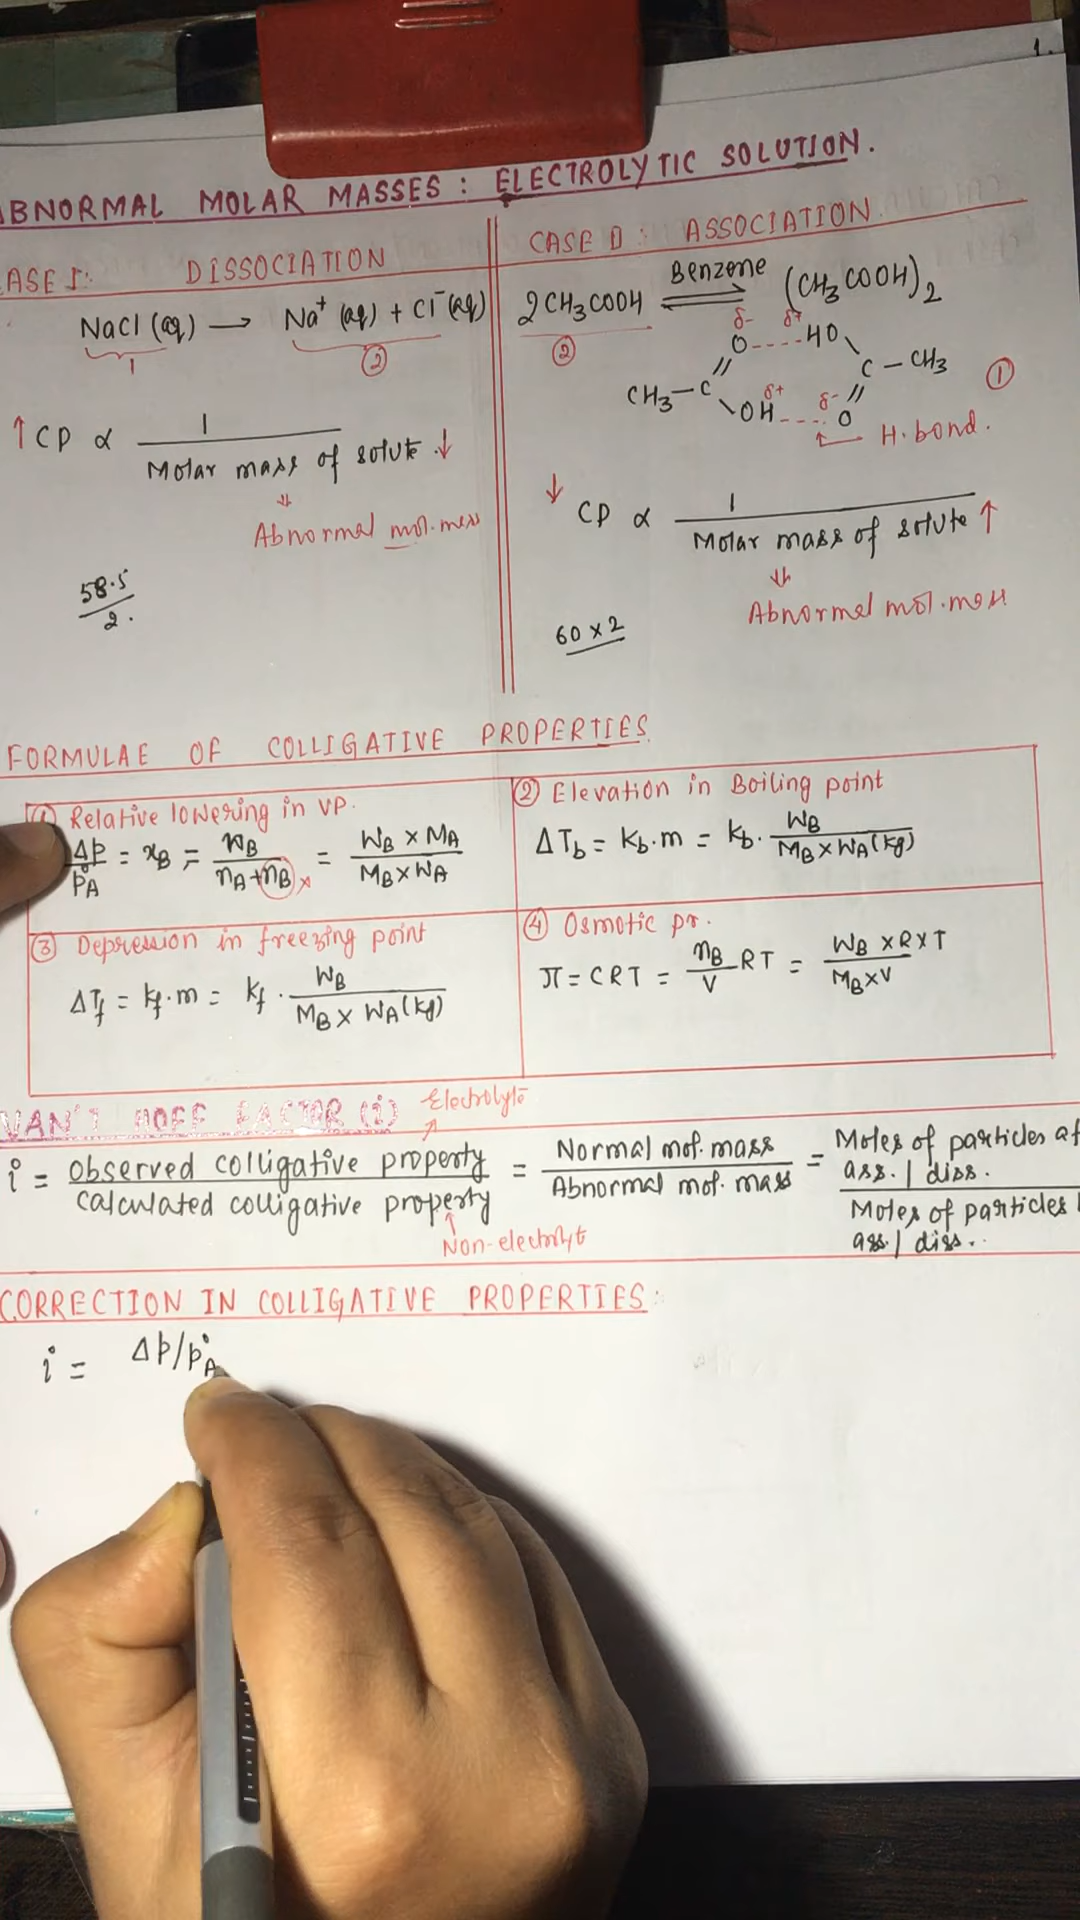 1.
ABNORMAL MOLAR MASSES : ELECTROLYTIC SOLUTION.
CASE I: DISSOCIATION
NaCl (aq) → Na⁺ (aq) + Cl⁻ (aq)
1 ②
↑ CP ∝ 1 / Molar mass of solute ↓
⇓
Abnormal mol. mass
58.5 / 2.
CASE II : ASSOCIATION.
2CH₃COOH ⇌ (CH₃COOH)₂
Benzene
②
δ- δ+
O----HO
CH₃-C C-CH₃ ①
δ+ δ-
OH----O
H. bond.
↓ CP ∝ 1 / Molar mass of solute ↑
⇓
Abnormal mol. mass
60 x 2
FORMULAE OF COLLIGATIVE PROPERTIES.
① Relative lowering in VP.
Δp / p°A = xB = nB / nA+nB x = WB x MA / MB x WA
② Elevation in Boiling point
ΔTb = Kb.m = Kb. WB / MB x WA (kg)
③ Depression in freezing point
ΔTf = Kf.m = Kf . WB / MB x WA (kg)
④ Osmotic pr.
π = CRT = nB / V RT = WB x R x T / MB x V
VAN'T HOFF FACTOR (i) Electrolyte
i = observed colligative property / calculated colligative property = Normal mol. mass / Abnormal mol. mass = Moles of particles af ass. / diss. / Moles of particles ass. / diss..
Non-electrolyt
CORRECTION IN COLLIGATIVE PROPERTIES:
i = Δp/p°A